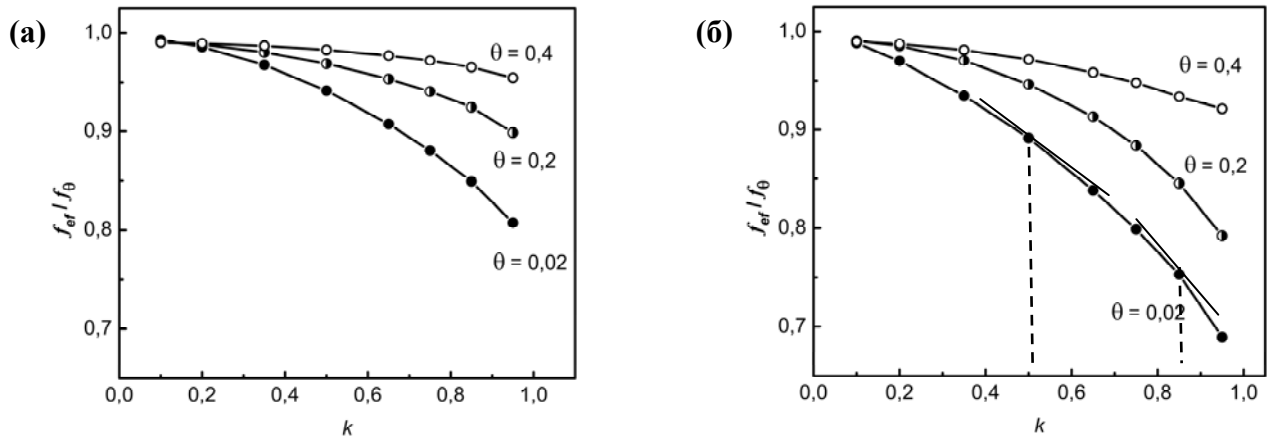 (а)
1,0
0,9
0,8
0,7
f_ef / f_θ
0,0 0,2 0,4 0,6 0,8 1,0
k
θ = 0,4
θ = 0,2
θ = 0,02
(б)
1,0
0,9
0,8
0,7
f_ef / f_θ
0,0 0,2 0,4 0,6 0,8 1,0
k
θ = 0,4
θ = 0,2
θ = 0,02